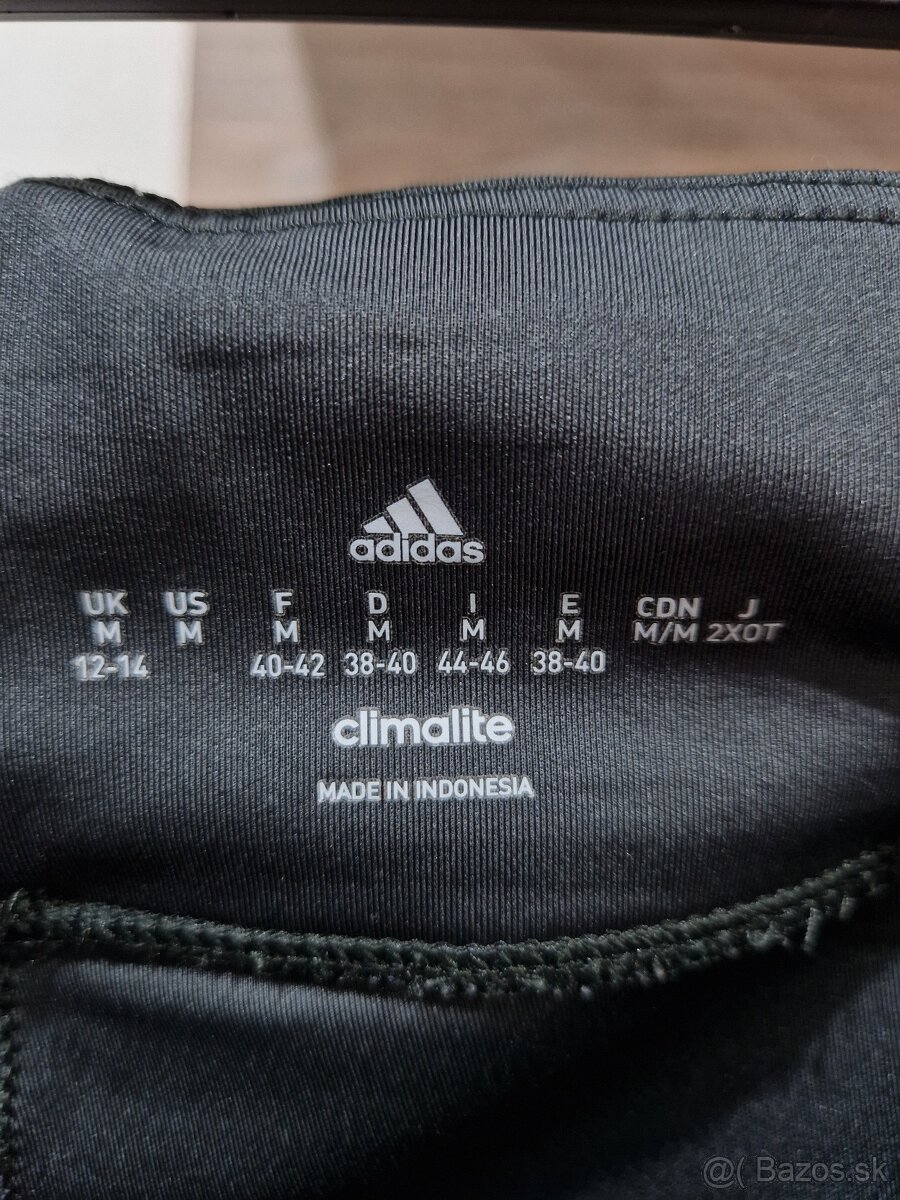 adidas
UK US F D I E CDN J
M M M M M M M/M 2XOT
12-14 40-42 38-40 44-46 38-40
climalite
MADE IN INDONESIA
@( Bazos.sk